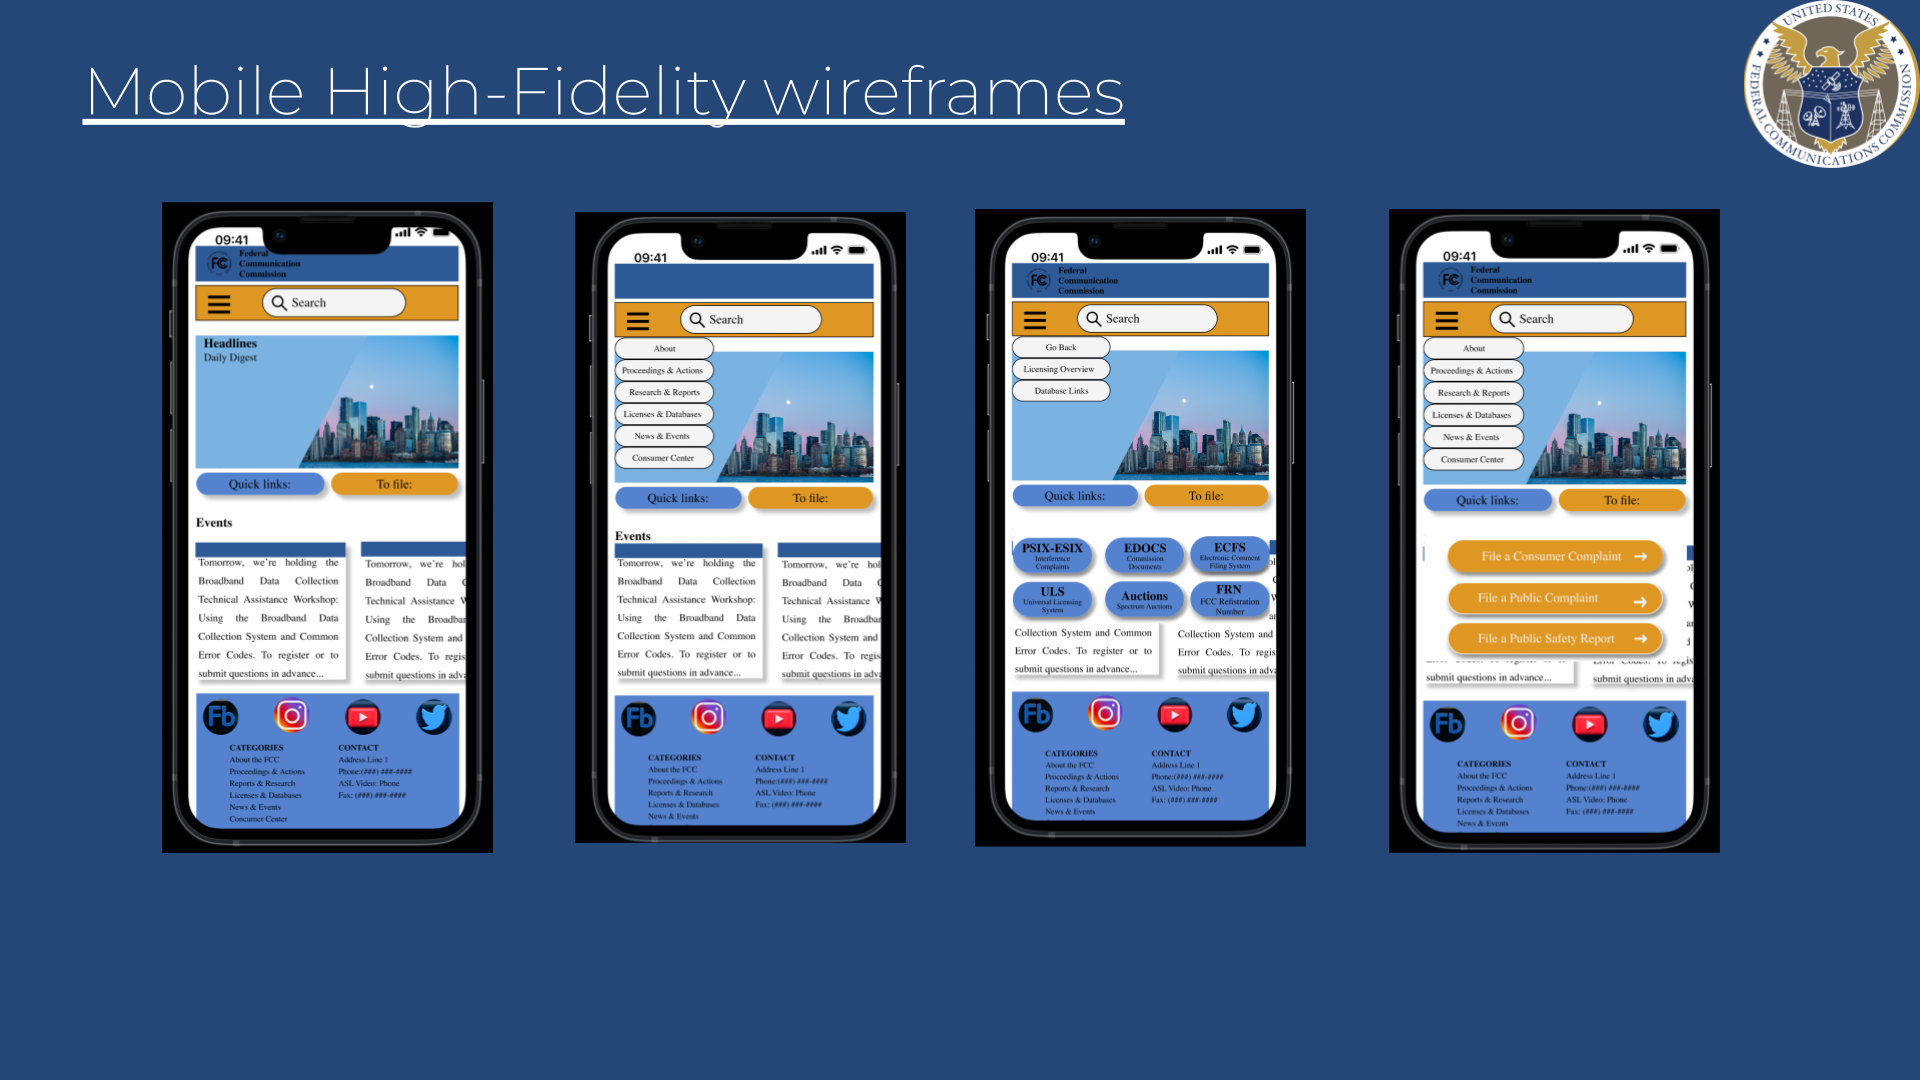 Mobile High-Fidelity wireframes
UNITED STATES
FEDERAL COMMUNICATIONS COMMISSION
09:41
Federal
Communication
Commission
FC
Search
Headlines
Daily Digest
Quick links:
To file:
Events
Tomorrow, we're holding the
Broadband Data Collection
Technical Assistance Workshop:
Using the Broadband Data
Collection System and Common
Error Codes. To register or to
submit questions in advance...
Tomorrow, we're hol
Broadband Data C
Technical Assistance W
Using the Broadba
Collection System and
Error Codes. To regis
submit questions in adv
Fb
CATEGORIES
About the FCC
Proceedings & Actions
Reports & Research
Licenses & Databases
News & Events
Concumer Center
CONTACT
Address Line 1
Phone:(###) ###-####
ASL Video: Phone
Fax: (###) ###-####
09:41
Search
About
Proceedings & Actions
Research & Reports
Licenses & Databases
News & Events
Consumer Center
Quick links:
To file:
Events
Tomorrow, we're holding the
Broadband Data Collection
Technical Assistance Workshop:
Using the Broadband Data
Collection System and Common
Error Codes. To register or to
submit questions in advance...
Tomorrow, we're hol
Broadband Data C
Technical Assistance W
Using the Broadba
Collection System and
Error Codes. To regis
submit questions in adva
Fb
CATEGORIES
About the FCC
Proceedings & Actions
Reports & Research
Licenses & Databases
News & Events
CONTACT
Address Line 1
Phone:(###) ###-####
ASL Video: Phone
Fax: (###) ###-####
09:41
Federal
Communication
Commission
FC
Search
Go Back
Licensing Overview
Database Links
Quick links:
To file:
PSIX-ESIX
Interference
Complaints
EDOCS
Commission
Documents
ECFS
Electronic Comment
Filing System
ULS
Universal Licensing
System
Auctions
Spectrum Auctions
FRN
FCC Refistration
Number
Collection System and Common
Error Codes. To register or to
submit questions in advance...
Collection System and
Error Codes. To regis
submit questions in adva
Fb
CATEGORIES
About the FCC
Proceedings & Actions
Reports & Research
Licenses & Databases
News & Events
CONTACT
Address Line 1
Phone:(###) ###-####
ASL Video: Phone
Fax: (###) ###-####
09:41
Federal
Communication
Commission
FC
Search
About
Proceedings & Actions
Research & Reports
Licenses & Databases
News & Events
Consumer Center
Quick links:
To file:
File a Consumer Complaint
File a Public Complaint
File a Public Safety Report
submit questions in advance...
submit questions in adva
Fb
CATEGORIES
About the FCC
Proceedings & Actions
Reports & Research
Licenses & Databases
News & Events
CONTACT
Address Line 1
Phone:(###) ###-####
ASL Video: Phone
Fax: (###) ###-####